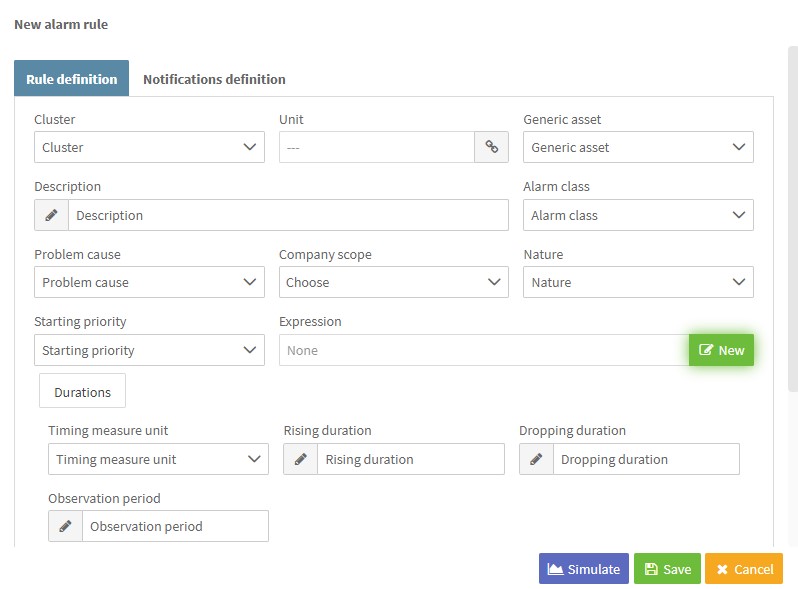 New alarm rule
Rule definition Notifications definition
Cluster Unit Generic asset
Cluster --- Generic asset
Description Alarm class
Description Alarm class
Problem cause Company scope Nature
Problem cause Choose Nature
Starting priority Expression
Starting priority None New
Durations
Timing measure unit Rising duration Dropping duration
Timing measure unit Rising duration Dropping duration
Observation period
Observation period
Simulate Save Cancel